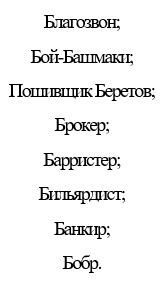 Благозвон;
Бой-Башмаки;
Пошивщик Беретов;
Брокер;
Барристер;
Бильярдист;
Банкир;
Бобр.